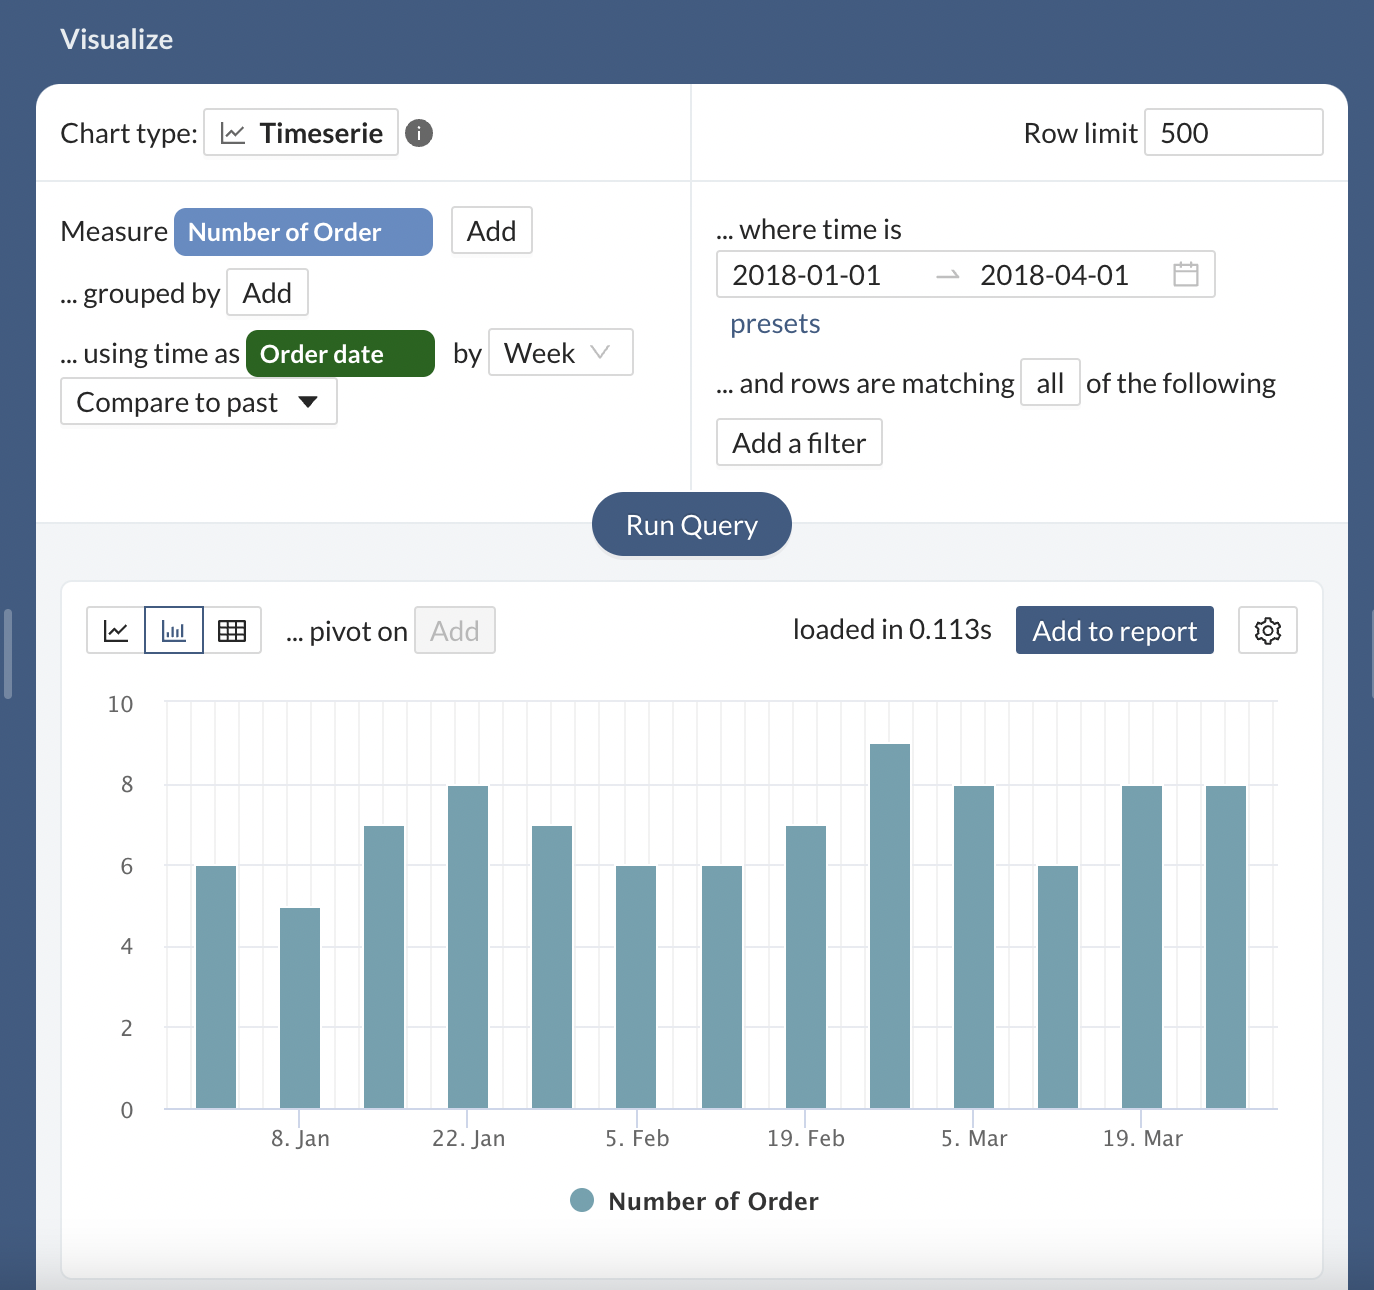 Visualize
Chart type: Timeserie i
Row limit 500
Measure Number of Order Add
... grouped by Add
... using time as Order date by Week
Compare to past
... where time is
2018-01-01 2018-04-01
presets
... and rows are matching all of the following
Add a filter
Run Query
... pivot on Add
loaded in 0.113s Add to report
10
8
6
4
2
0
8. Jan 22. Jan 5. Feb 19. Feb 5. Mar 19. Mar
Number of Order